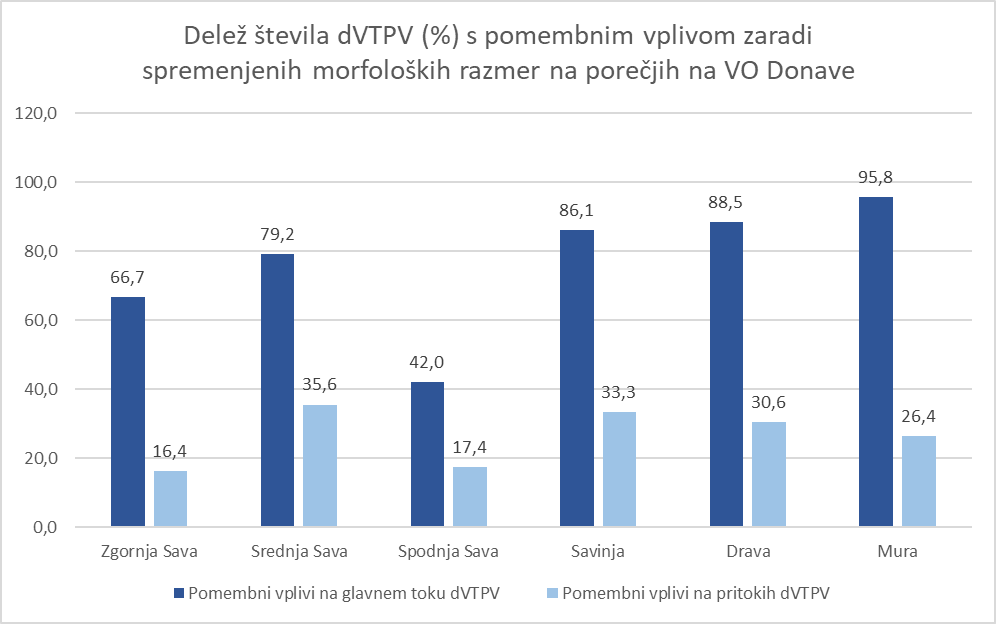 Delež števila dVTPV (%) s pomembnim vplivom zaradi
spremenjenih morfoloških razmer na porečjih na VO Donave
120,0
100,0
80,0
60,0
40,0
20,0
0,0
66,7
16,4
79,2
35,6
42,0
17,4
86,1
33,3
88,5
30,6
95,8
26,4
Zgornja Sava
Srednja Sava
Spodnja Sava
Savinja
Drava
Mura
Pomembni vplivi na glavnem toku dVTPV
Pomembni vplivi na pritokih dVTPV